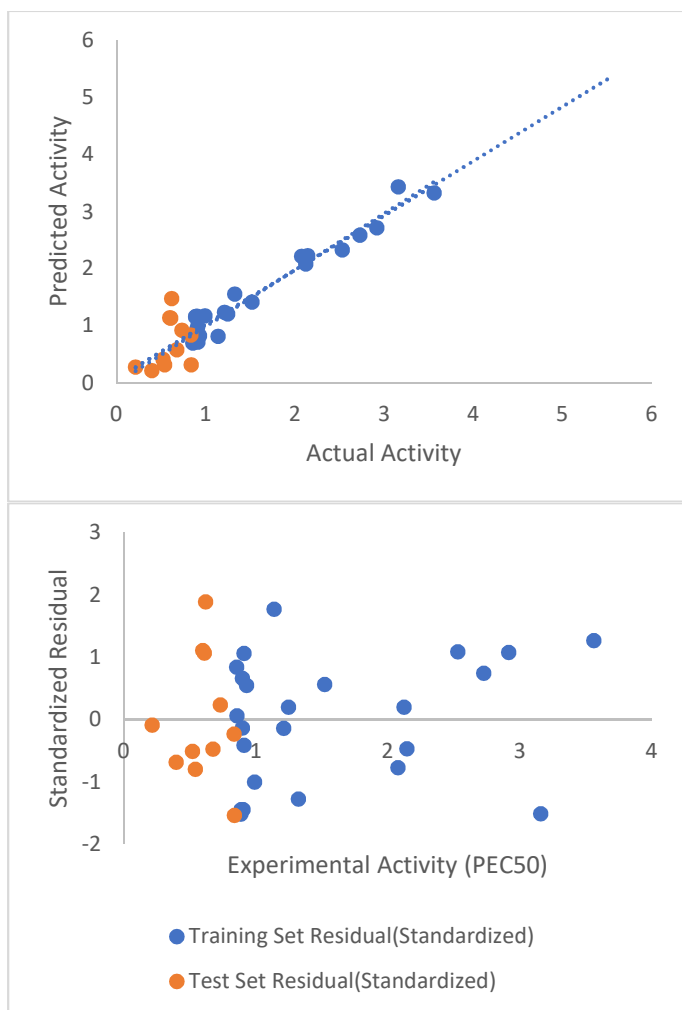 6
5
4
3
2
1
0
0 1 2 3 4 5 6
Predicted Activity
Actual Activity
3
2
1
0
-1
-2
0 1 2 3 4
Standardized Residual
Experimental Activity (PEC50)
Training Set Residual(Standardized)
Test Set Residual(Standardized)